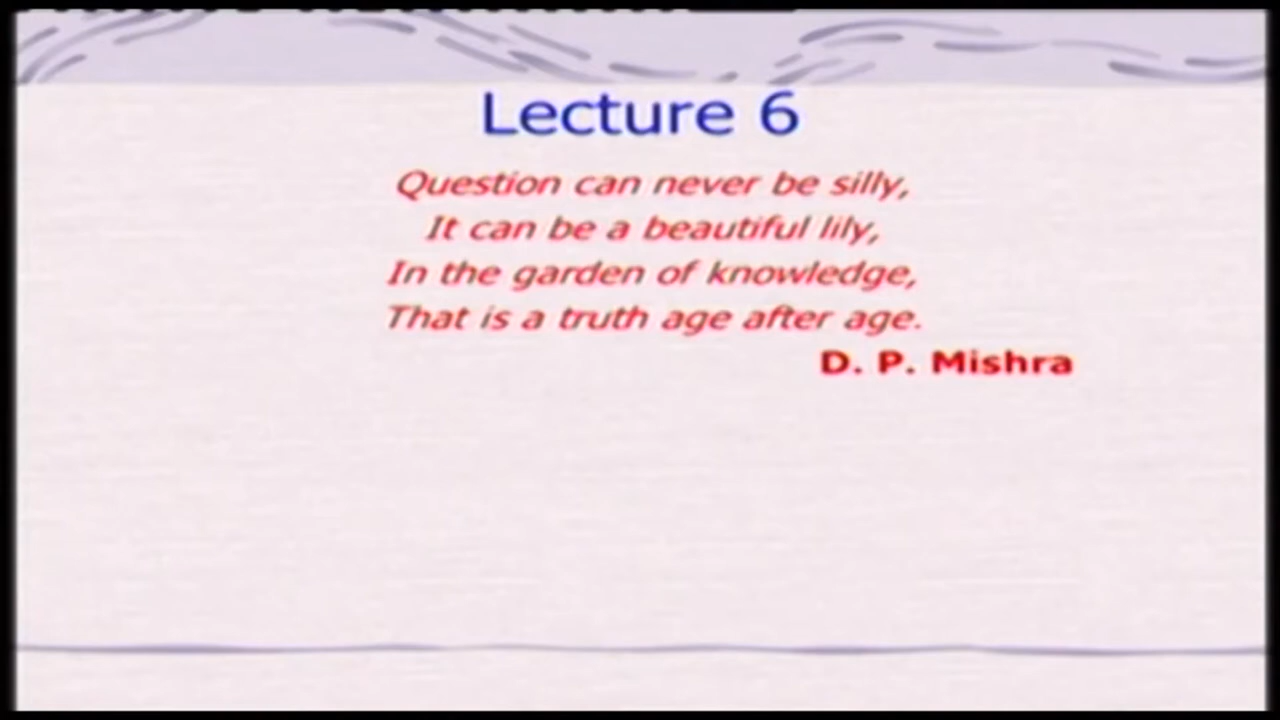 Lecture 6
Question can never be silly,
It can be a beautiful lily,
In the garden of knowledge,
That is a truth age after age.
D. P. Mishra